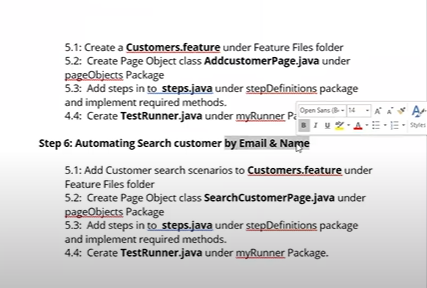 5.1: Create a Customers.feature under Feature Files folder
5.2:  Create Page Object class AddcustomerPage.java under
pageObjects Package
5.3:  Add steps in to  steps.java under stepDefinitions package
and implement required methods.
4.4:  Cerate TestRunner.java under myRunner Pa
Open Sans (B 14 A A A
B I U A Styles
Step 6: Automating Search customer by Email & Name
5.1: Add Customer search scenarios to Customers.feature under
Feature Files folder
5.2:  Create Page Object class SearchCustomerPage.java under
pageObjects Package
5.3:  Add steps in to  steps.java under stepDefinitions package
and implement required methods.
4.4:  Cerate TestRunner.java under myRunner Package.